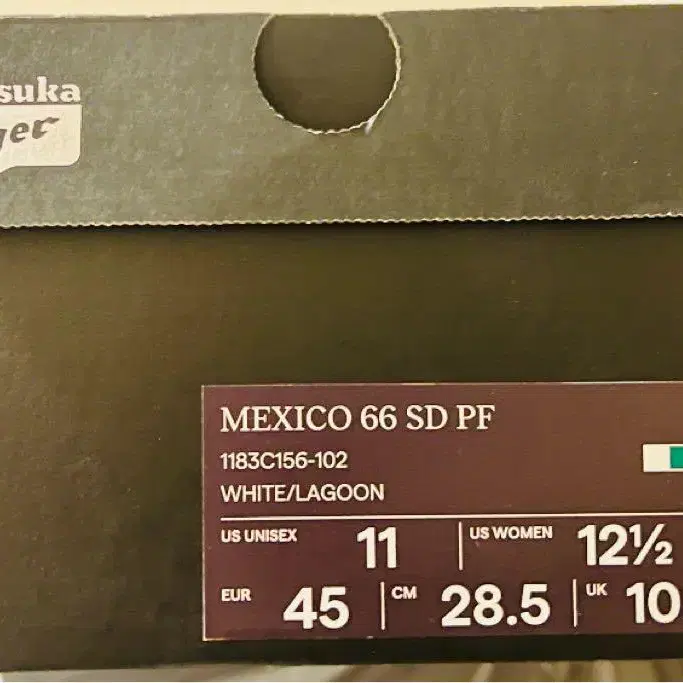 suka
ger
MEXICO 66 SD PF
1183C156-102
WHITE/LAGOON
US UNISEX 11 US WOMEN 12½
EUR 45 CM 28.5 UK 10